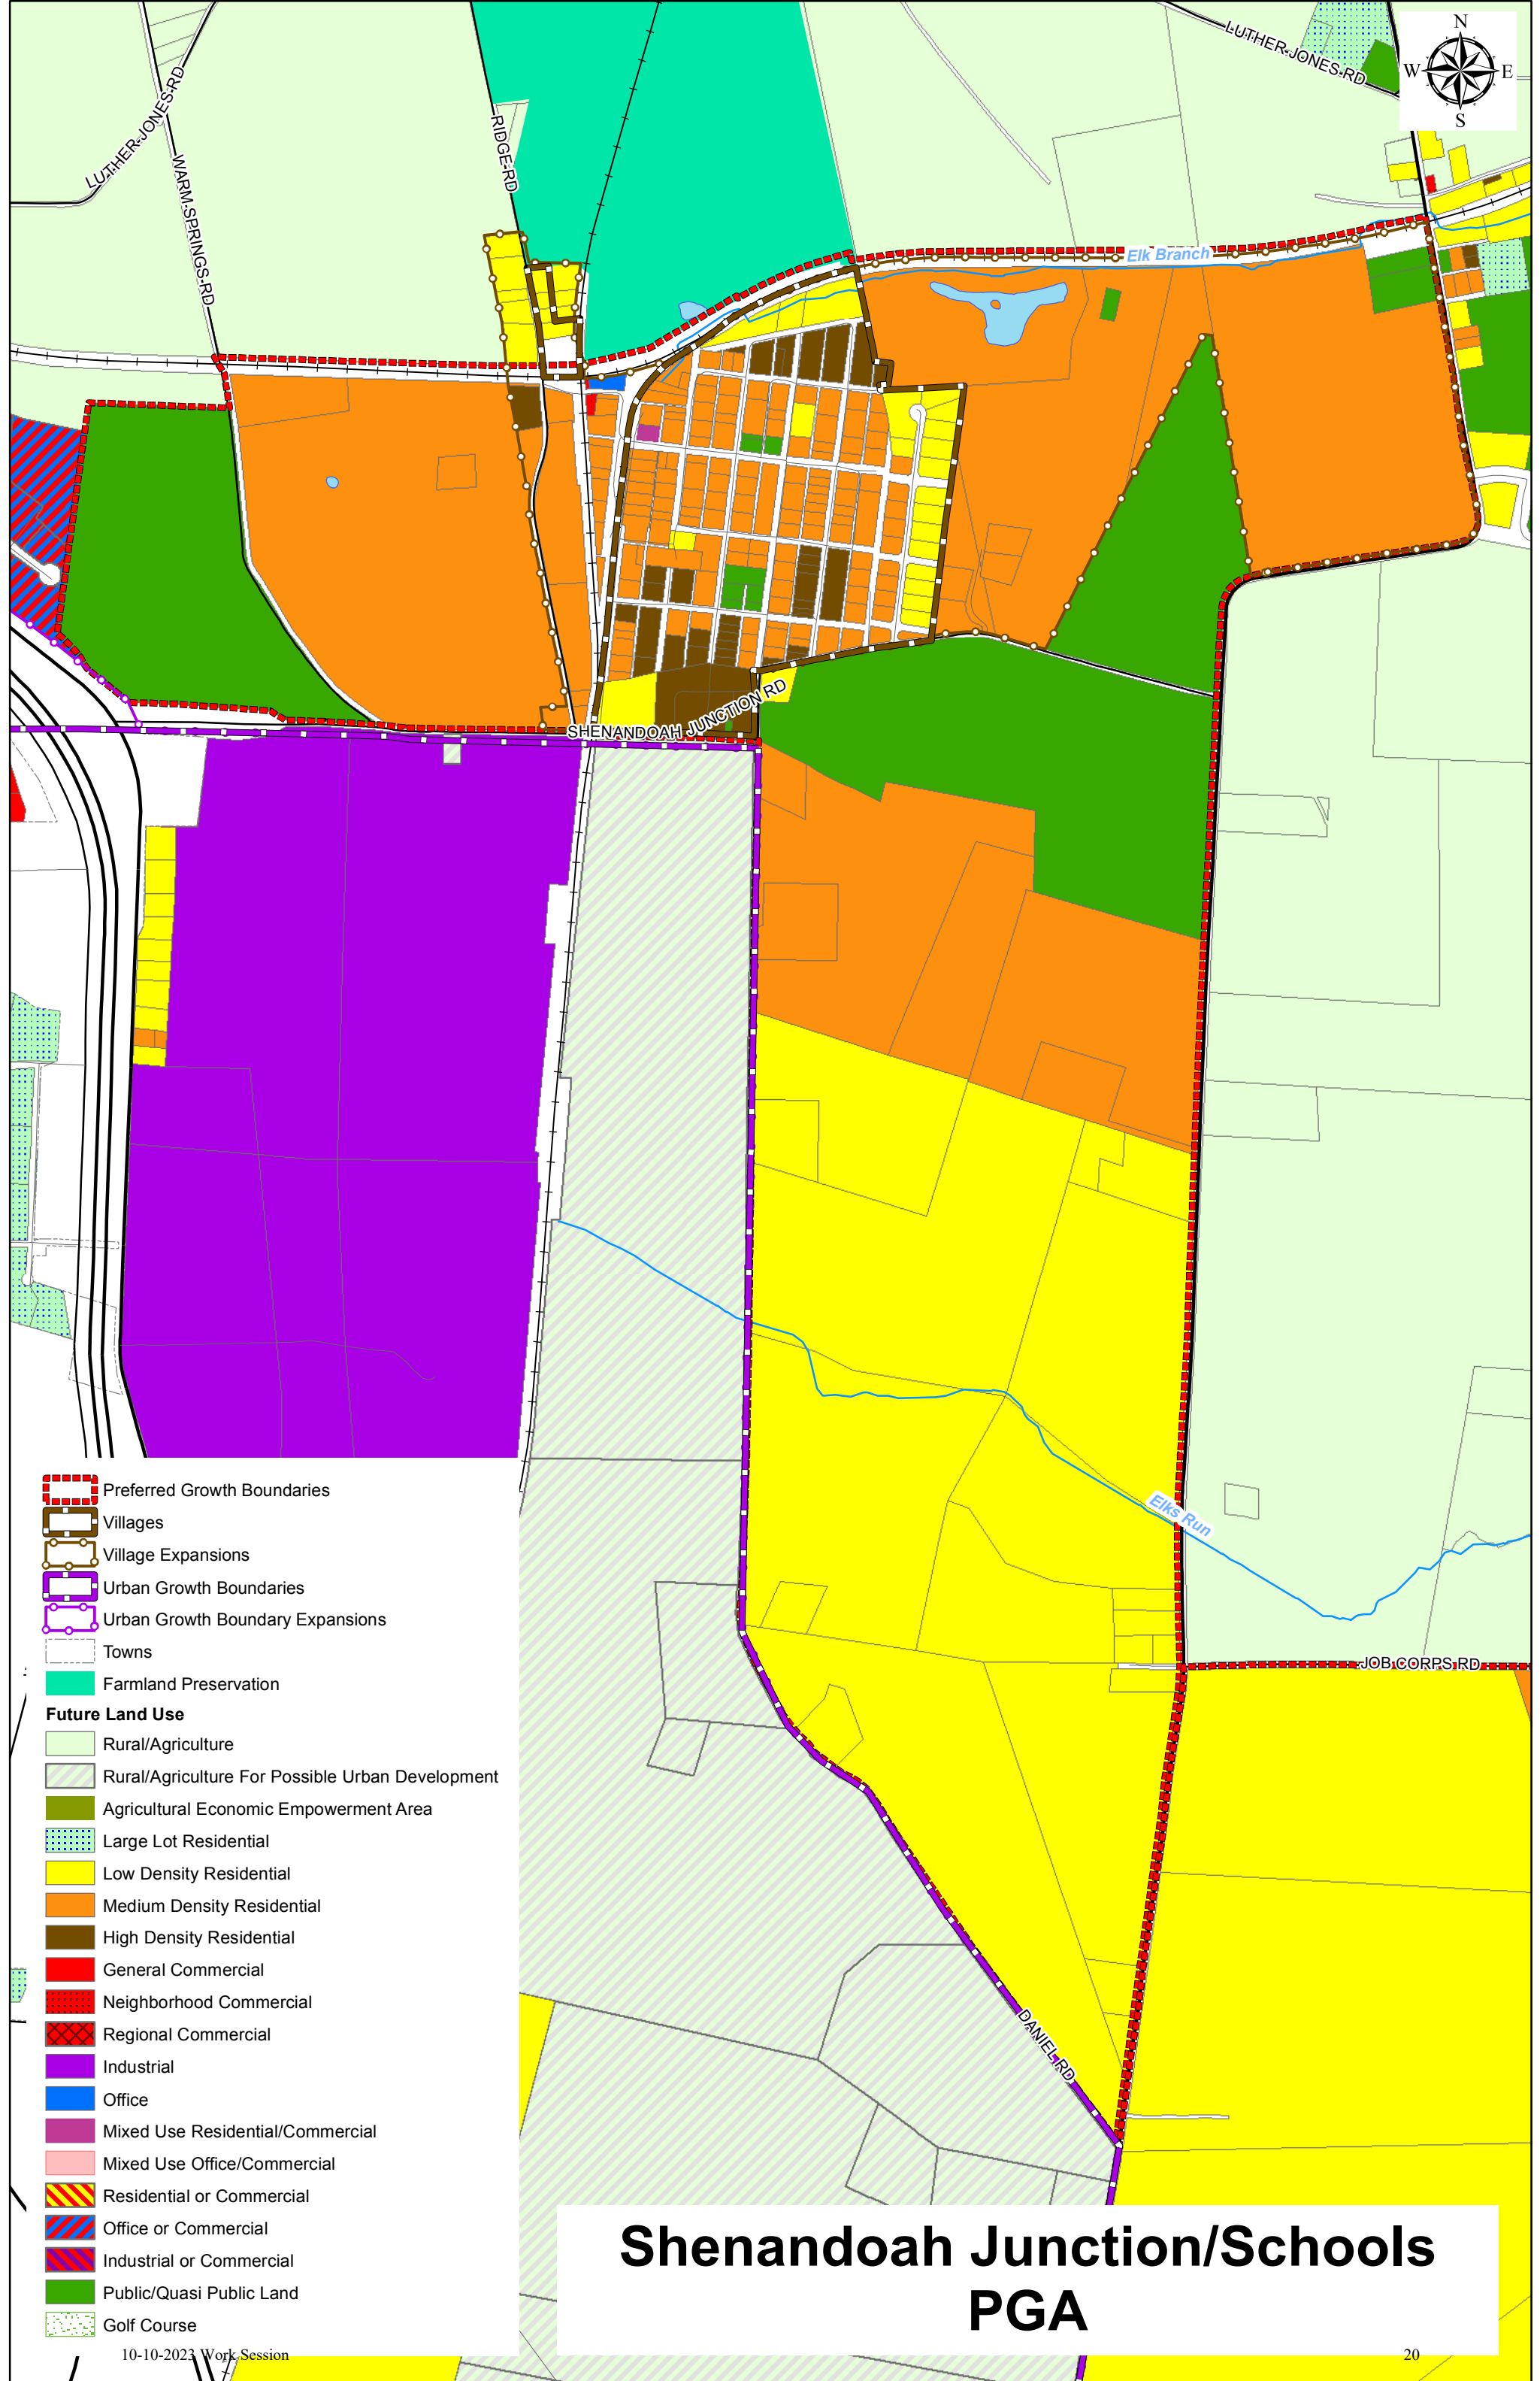 LUTHER-JONES-RD
N
W E
S
LUTHER-JONES-RD
RIDGE-RD
WARM-SPRINGS-RD
Elk Branch
SHENANDOAH JUNCTION RD
Elks Run
JOB CORPS RD
DANIEL RD
Preferred Growth Boundaries
Villages
Village Expansions
Urban Growth Boundaries
Urban Growth Boundary Expansions
Towns
Farmland Preservation
Future Land Use
Rural/Agriculture
Rural/Agriculture For Possible Urban Development
Agricultural Economic Empowerment Area
Large Lot Residential
Low Density Residential
Medium Density Residential
High Density Residential
General Commercial
Neighborhood Commercial
Regional Commercial
Industrial
Office
Mixed Use Residential/Commercial
Mixed Use Office/Commercial
Residential or Commercial
Office or Commercial
Industrial or Commercial
Public/Quasi Public Land
Golf Course
Shenandoah Junction/Schools
PGA
10-10-2023 Work Session
20